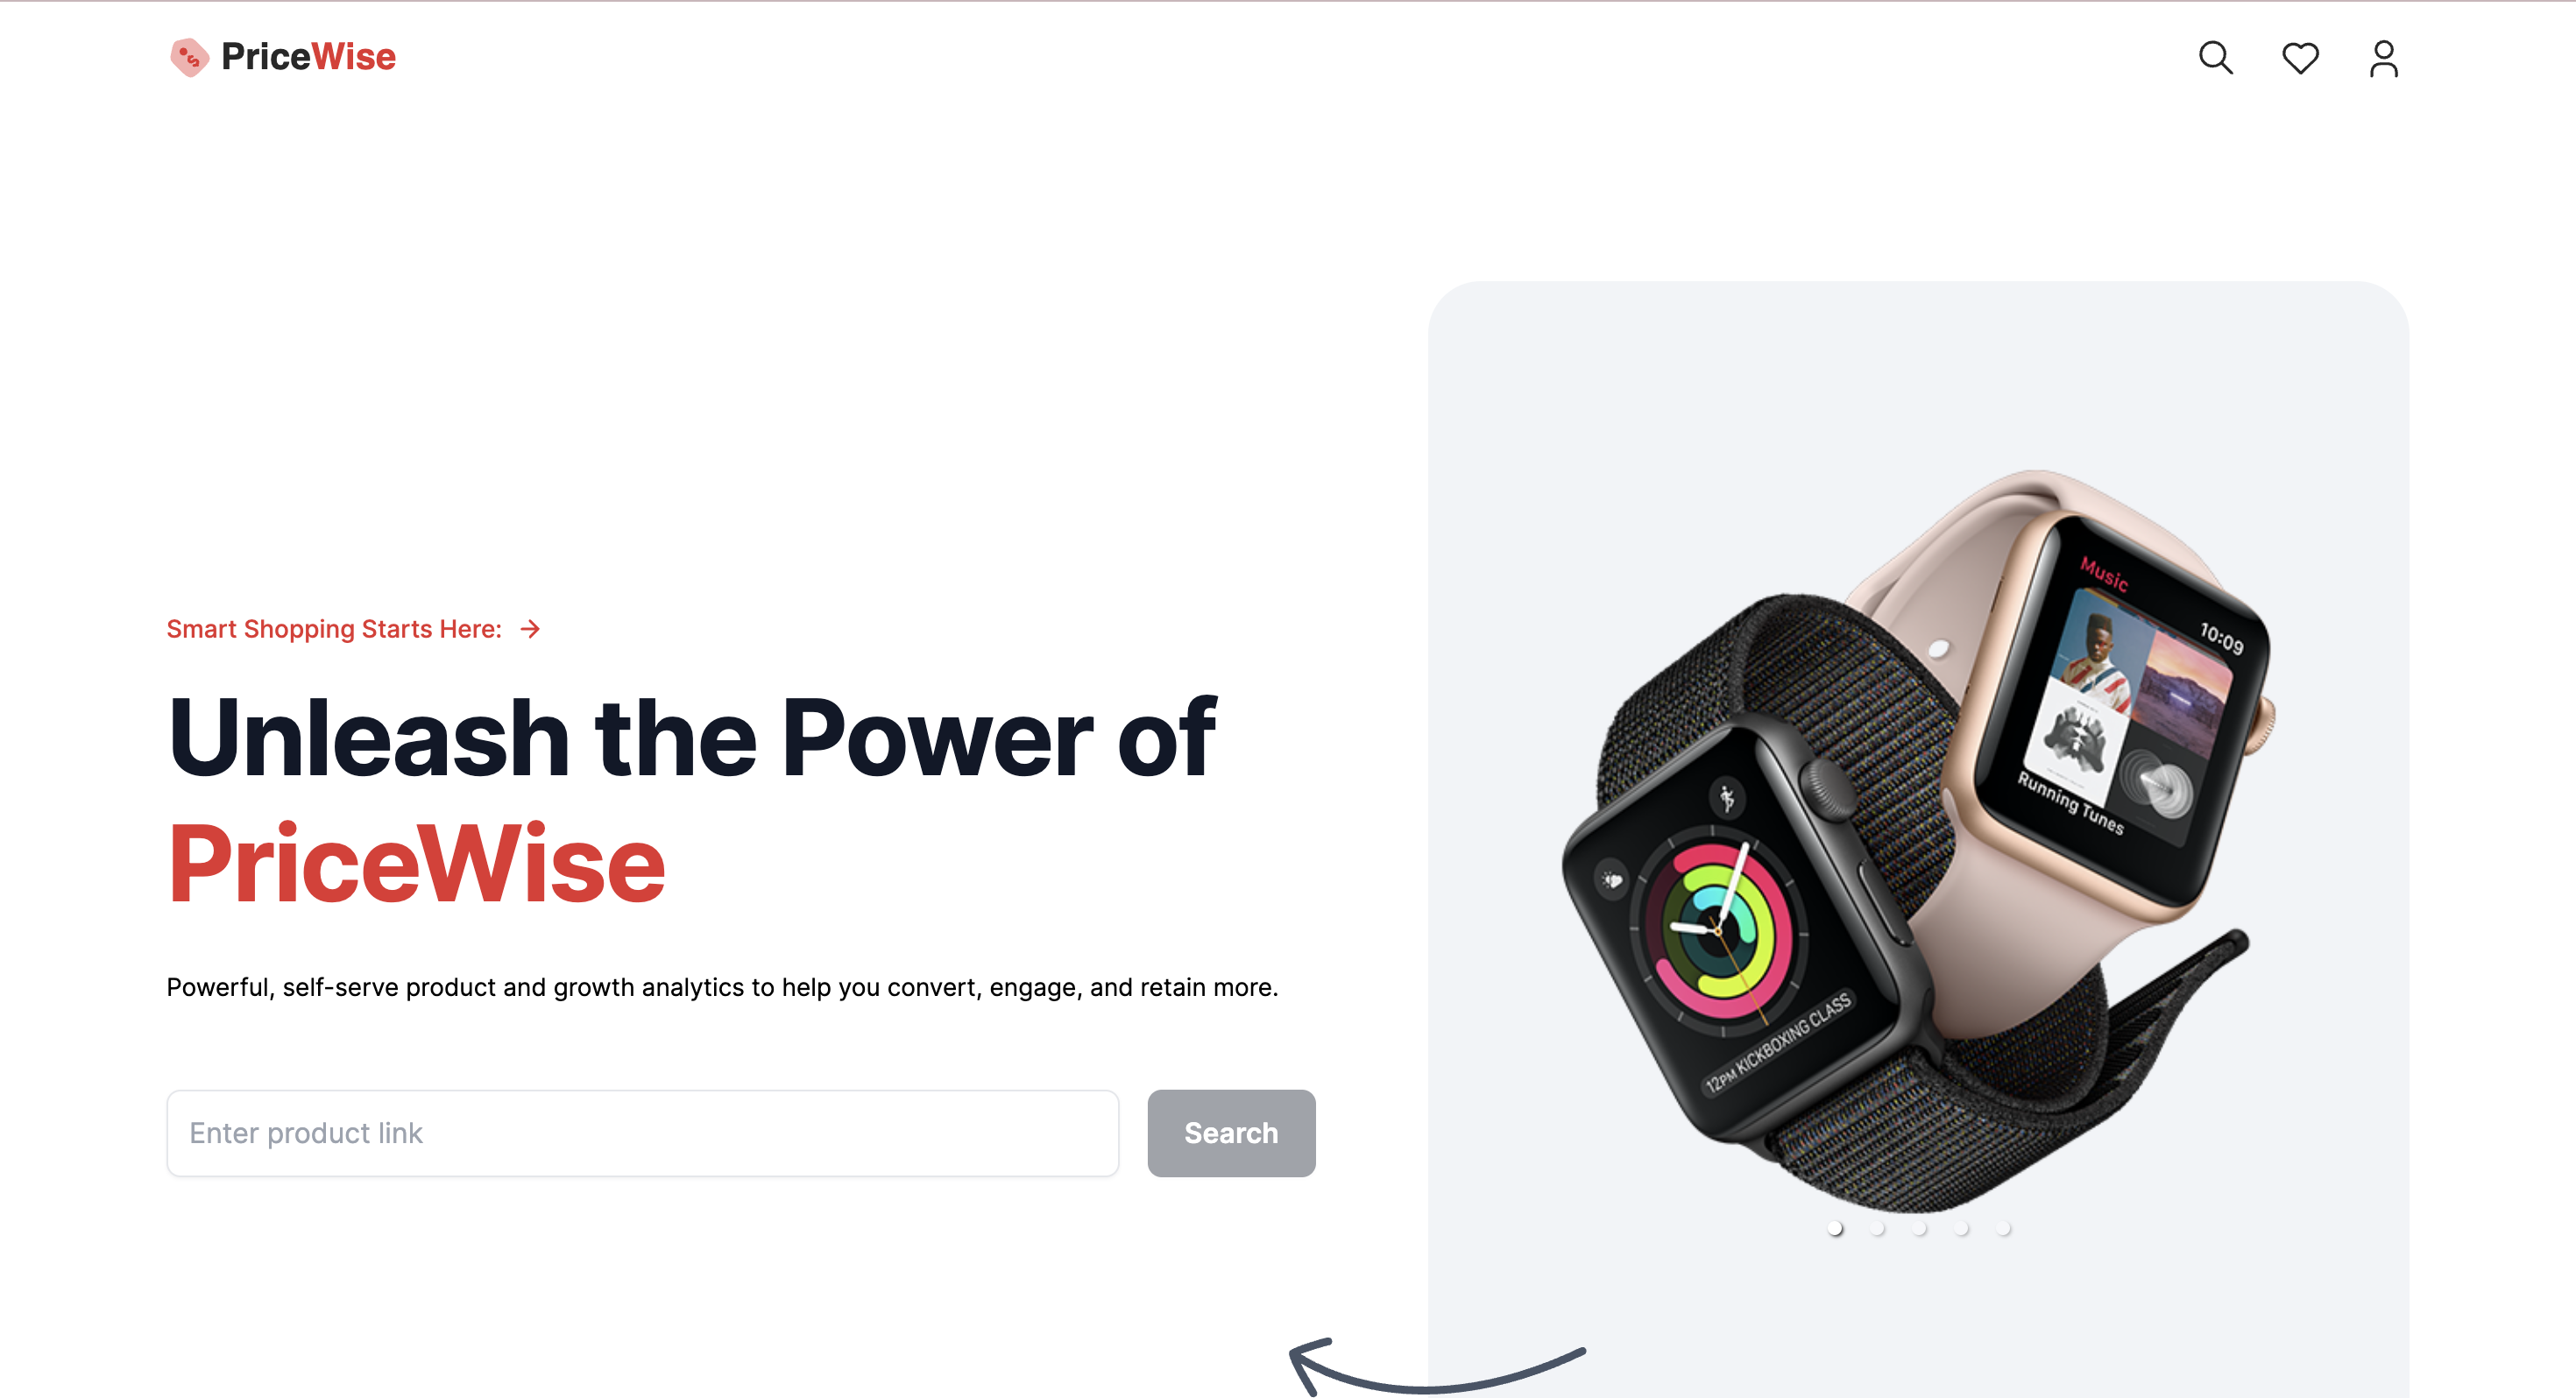 PriceWise
Smart Shopping Starts Here:
Unleash the Power of
PriceWise
Powerful, self-serve product and growth analytics to help you convert, engage, and retain more.
Enter product link
Search
Music
10:09
Running Tunes
12PM KICKBOXING CLASS